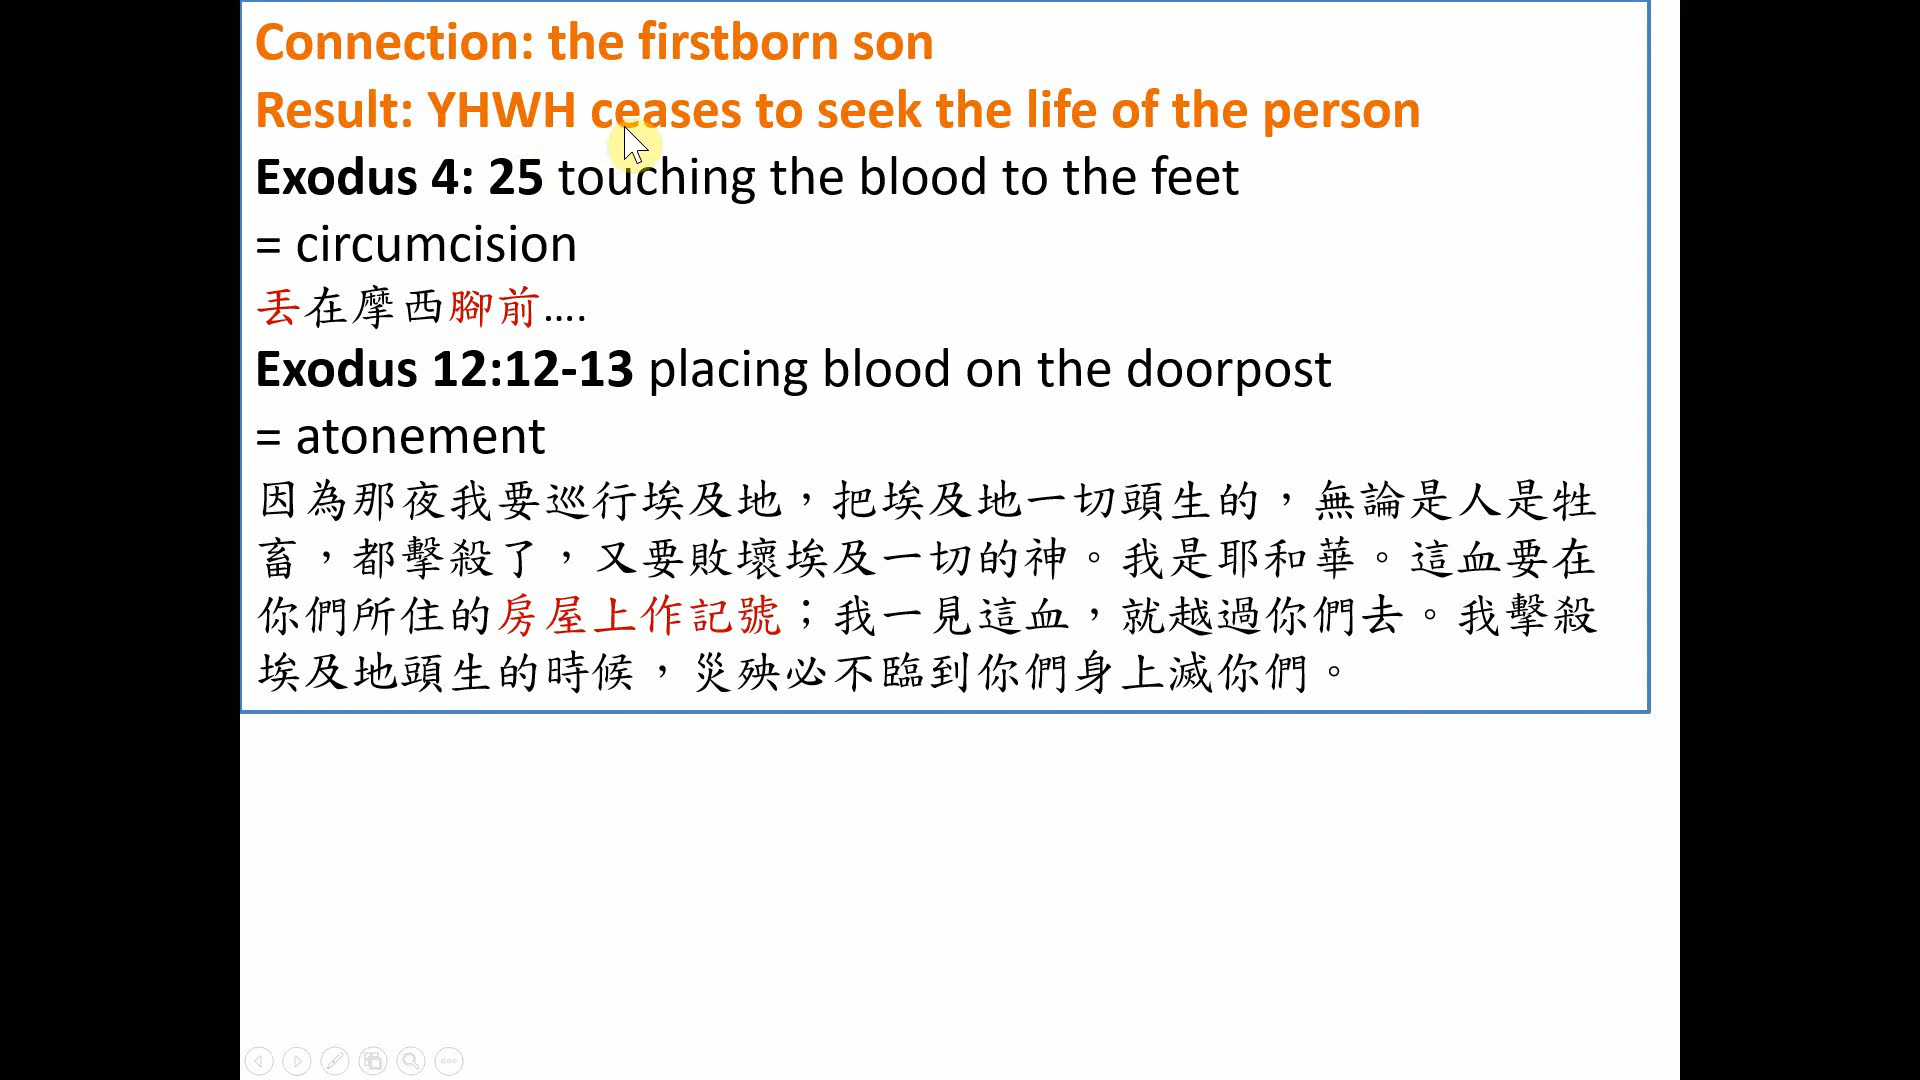 Connection: the firstborn son
Result: YHWH ceases to seek the life of the person
Exodus 4: 25 touching the blood to the feet
= circumcision
丟在摩西腳前….
Exodus 12:12-13 placing blood on the doorpost
= atonement
因為那夜我要巡行埃及地，把埃及地一切頭生的，無論是人是牲
畜，都擊殺了，又要敗壞埃及一切的神。我是耶和華。這血要在
你們所住的房屋上作記號；我一見這血，就越過你們去。我擊殺
埃及地頭生的時候，災殃必不臨到你們身上滅你們。